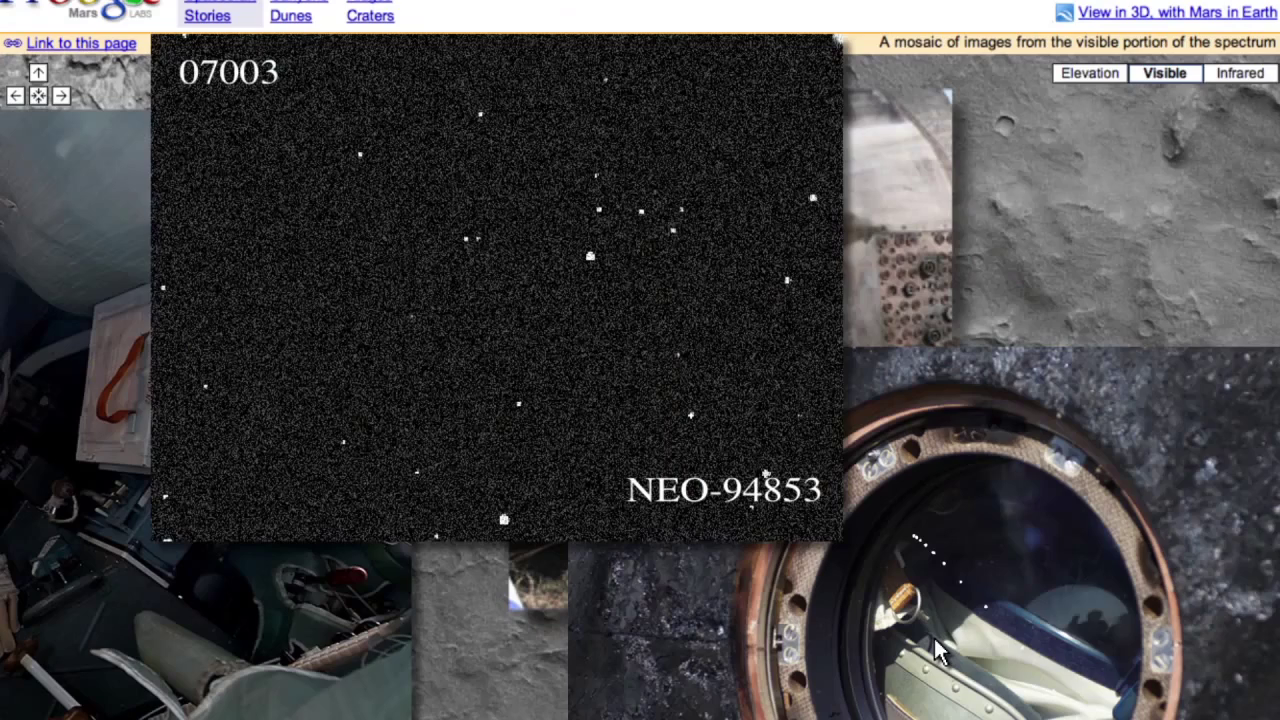 Mars LABS
Stories Dunes Craters
View in 3D, with Mars in Earth
Link to this page
A mosaic of images from the visible portion of the spectrum
Elevation Visible Infrared
07003
NEO-94853